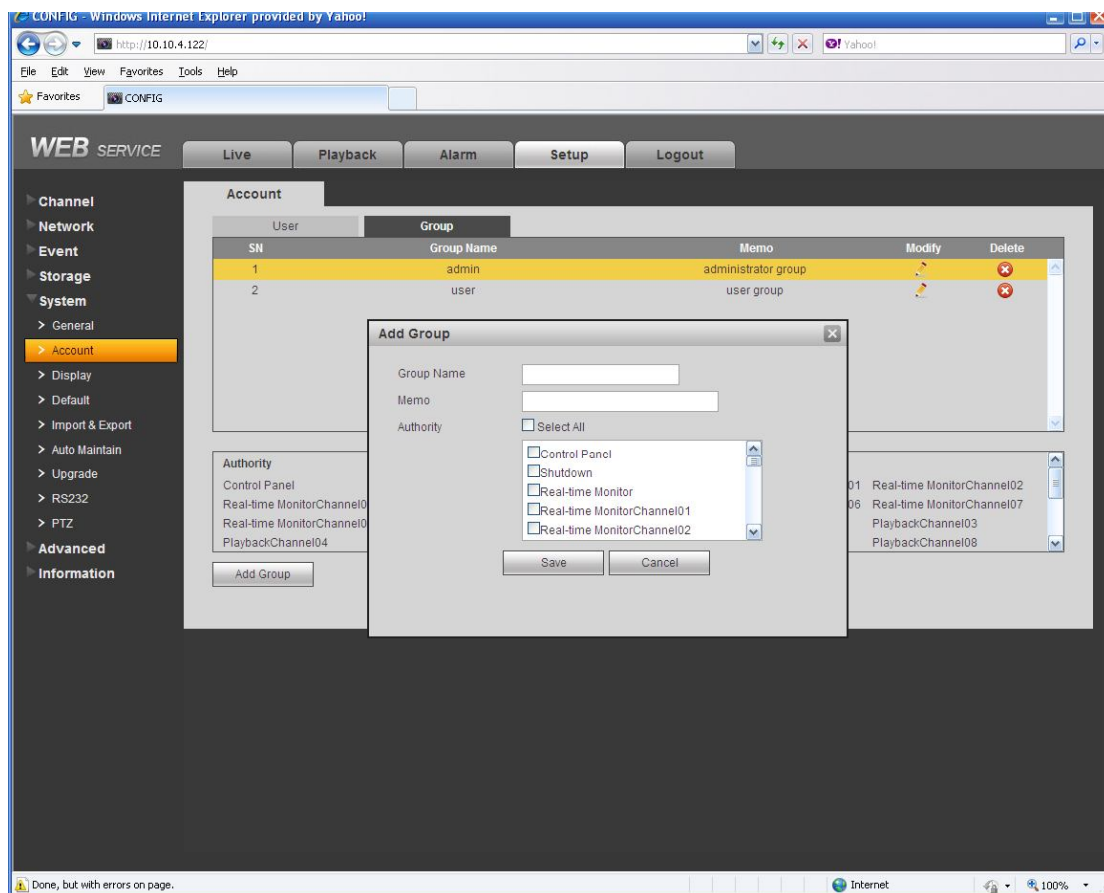 CONFIG - Windows Internet Explorer provided by Yahoo!
http://10.10.4.122/
Yahoo!
File Edit View Favorites Tools Help
Favorites CONFIG
WEB SERVICE
Live Playback Alarm Setup Logout
Channel
Network
Event
Storage
System
General
Account
Display
Default
Import & Export
Auto Maintain
Upgrade
RS232
PTZ
Advanced
Information
Account
User Group
SN Group Name Memo Modify Delete
1 admin administrator group
2 user user group
Add Group
Group Name
Memo
Authority Select All
Control Panel
Shutdown
Real-time Monitor
Real-time MonitorChannel01
Real-time MonitorChannel02
Save Cancel
Authority
Control Panel 01 Real-time MonitorChannel02
Real-time MonitorChannel0 06 Real-time MonitorChannel07
Real-time MonitorChannel0 PlaybackChannel03
PlaybackChannel04 PlaybackChannel08
Add Group
Done, but with errors on page. Internet 100%